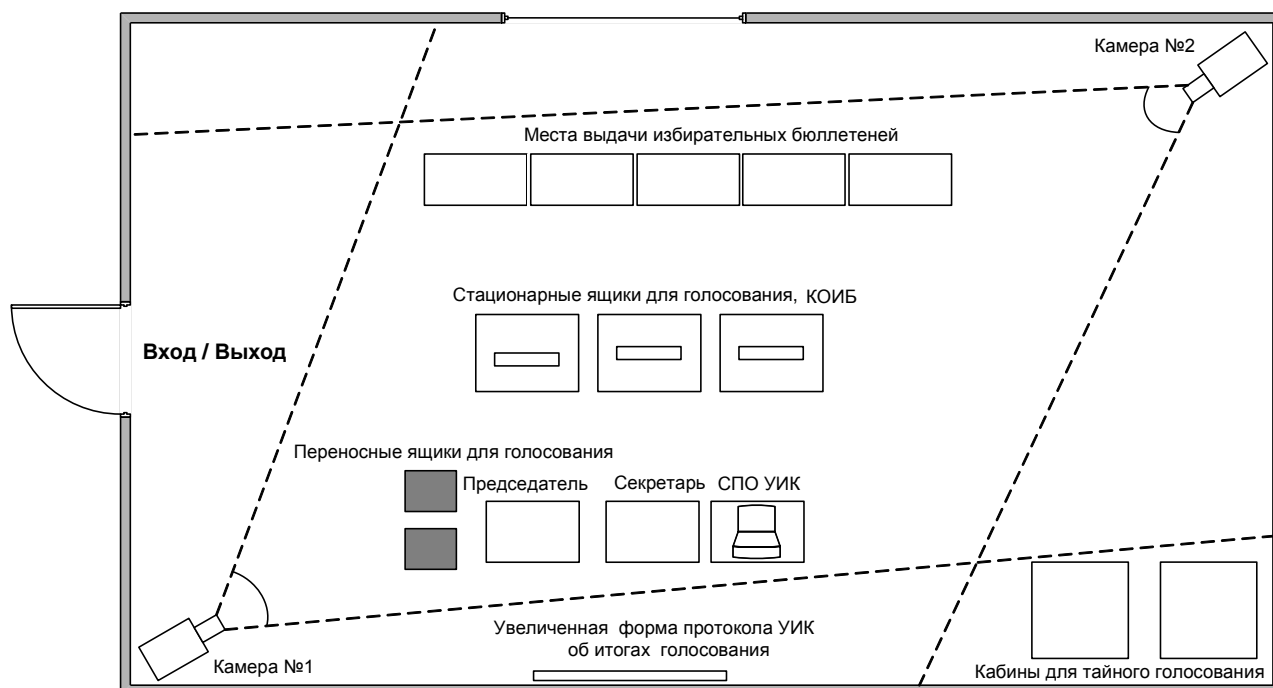 Камера №2
Места выдачи избирательных бюллетеней
Стационарные ящики для голосования, КОИБ
Вход / Выход
Переносные ящики для голосования
Председатель Секретарь СПО УИК
Увеличенная форма протокола УИК
об итогах голосования
Камера №1
Кабины для тайного голосования